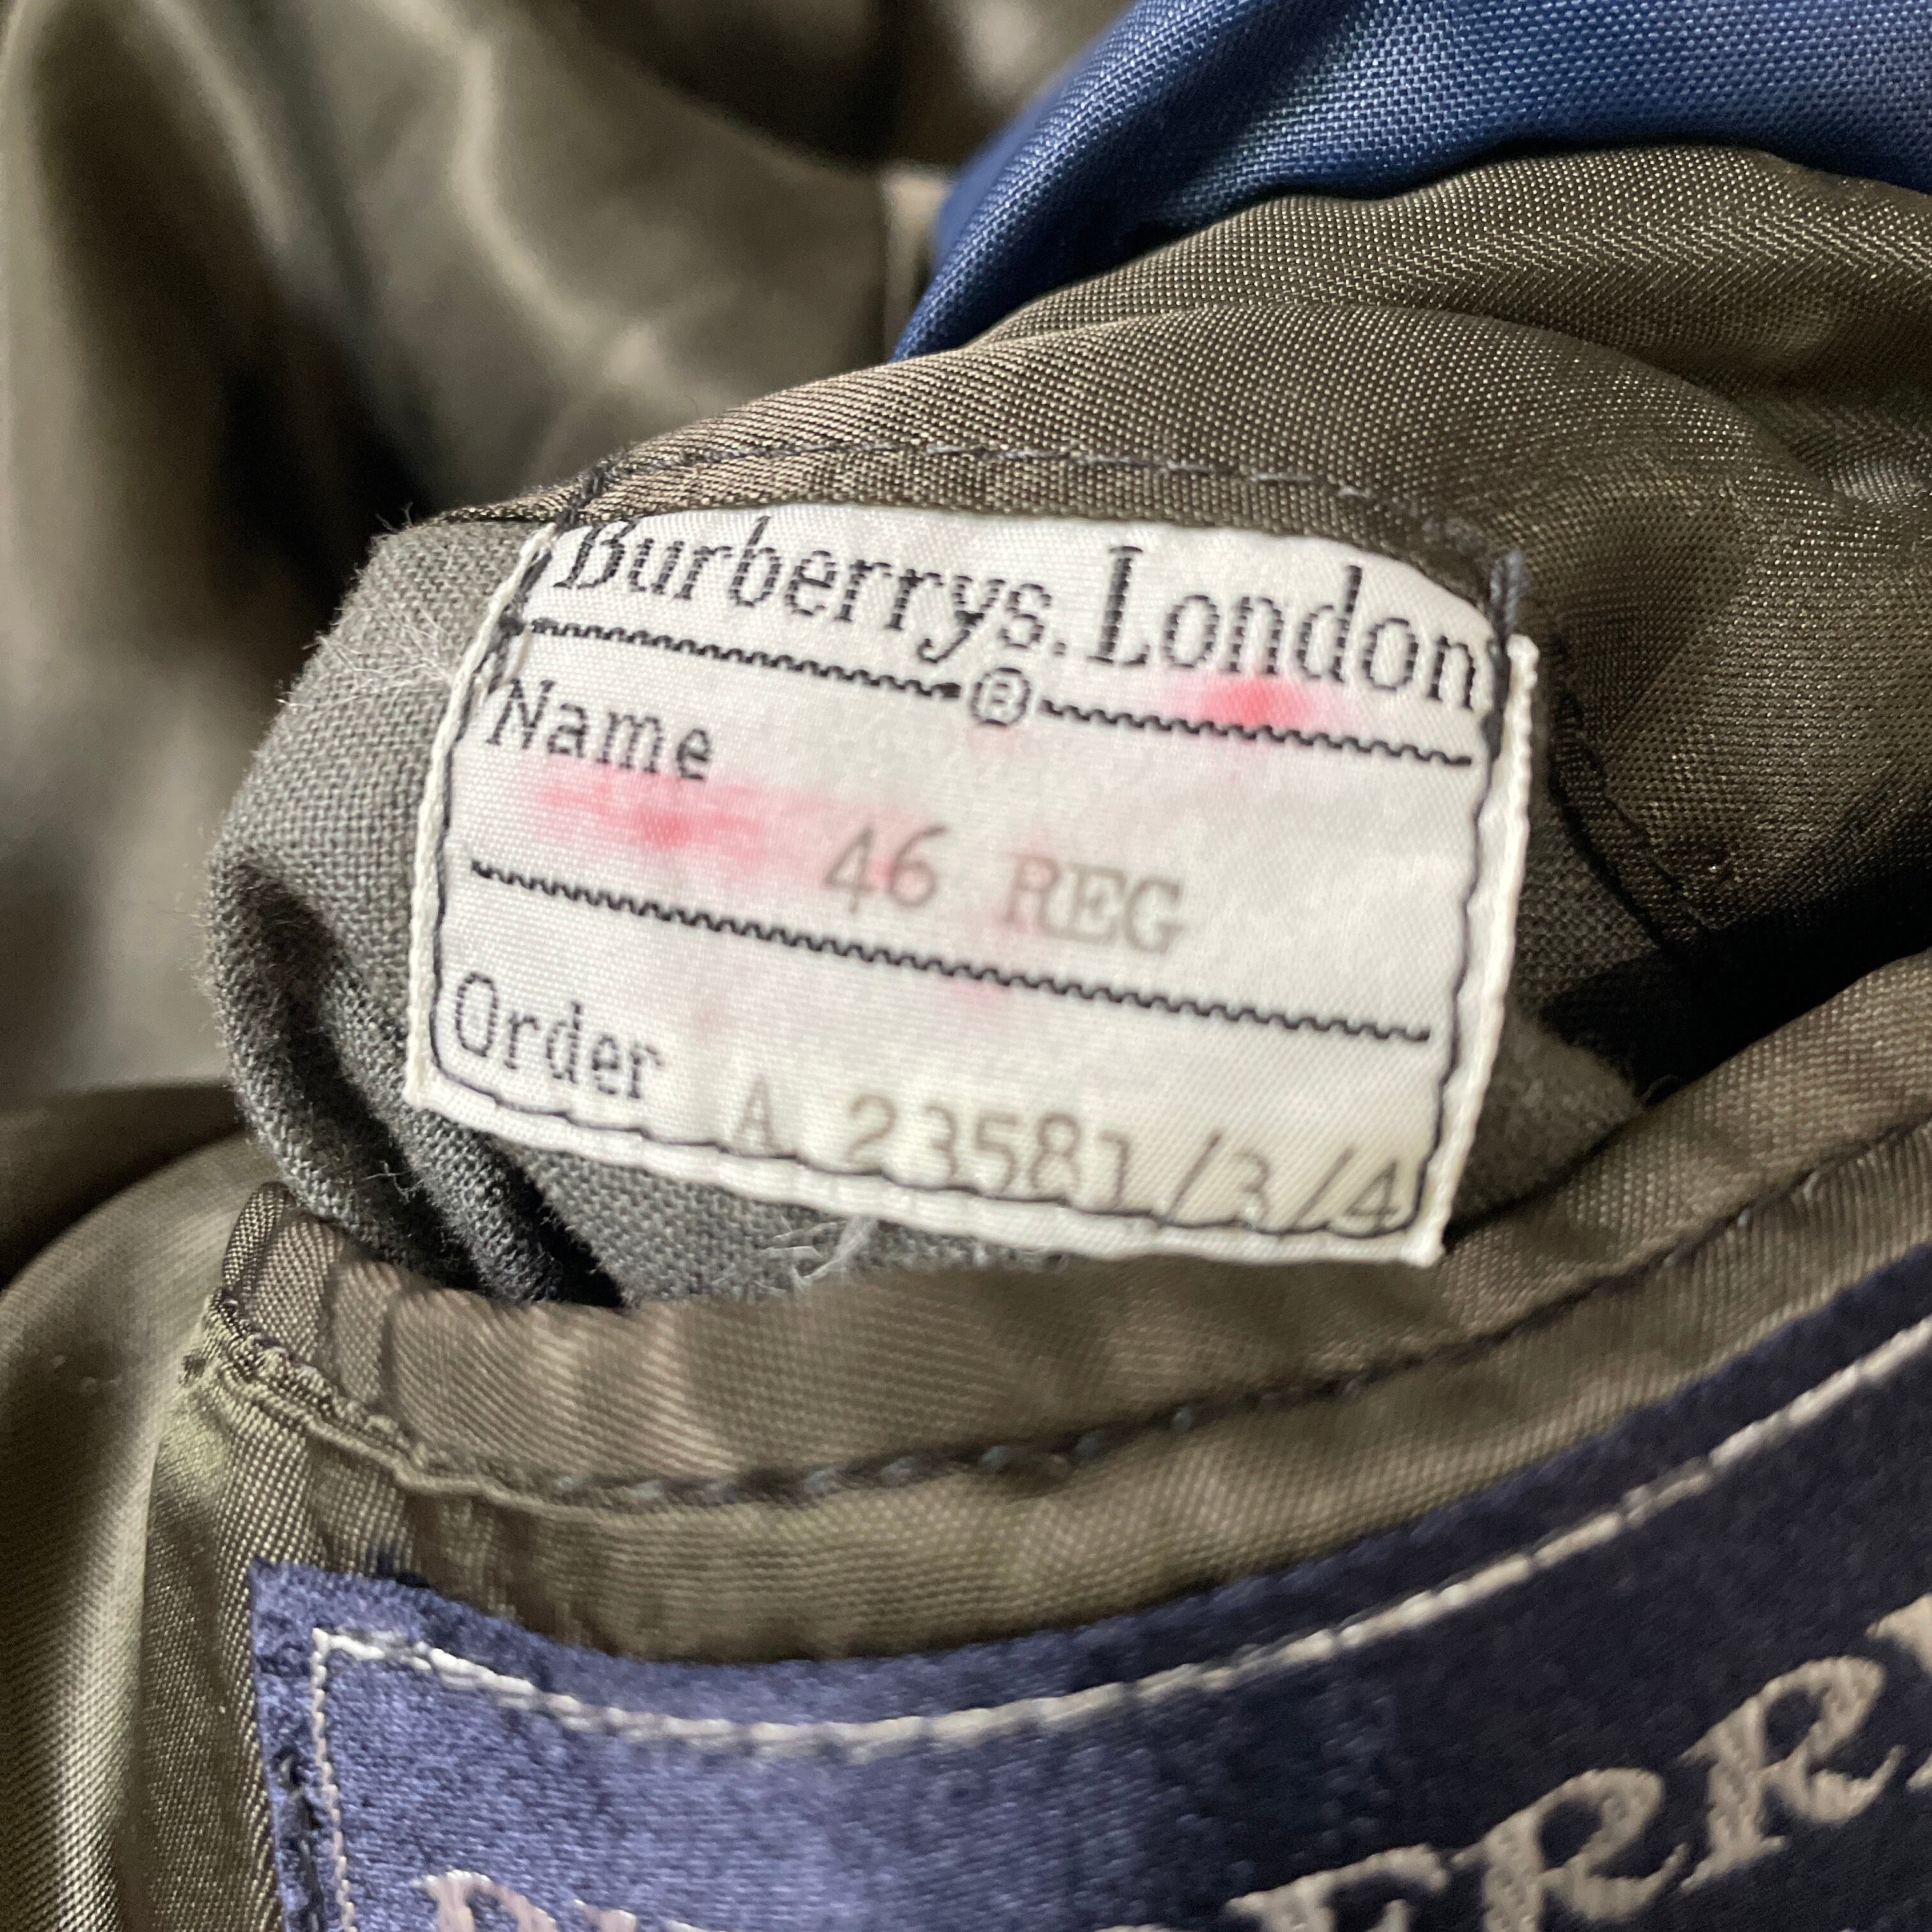 Burberrys. London
®
Name
46 REG
Order
A 23581/3/4